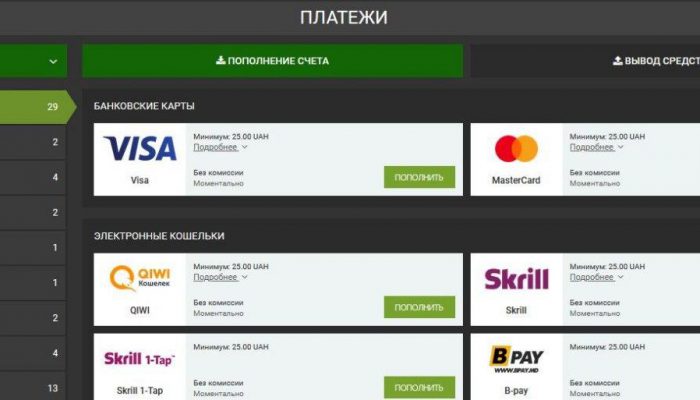 ПЛАТЕЖИ
ПОПОЛНЕНИЕ СЧЕТА
ВЫВОД СРЕДСТ
29
2
4
2
1
1
2
4
13
БАНКОВСКИЕ КАРТЫ
VISA
Visa
Минимум: 25.00 UAH
Подробнее
Без комиссии
Моментально
ПОПОЛНИТЬ
MasterCard
Минимум: 25.00 UAH
Подробнее
Без комиссии
Моментально
ЭЛЕКТРОННЫЕ КОШЕЛЬКИ
QIWI
Кошелек
QIWI
Минимум: 25.00 UAH
Подробнее
Без комиссии
Моментально
ПОПОЛНИТЬ
Skrill
Skrill
Минимум: 25.00 UAH
Подробнее
Без комиссии
Моментально
Skrill 1-Tap™
Skrill 1-Tap
Минимум: 25.00 UAH
Без комиссии
Моментально
ПОПОЛНИТЬ
B PAY
WWW.BPAY.MD
B-pay
Минимум: 25.00 UAH
Без комиссии
Моментально